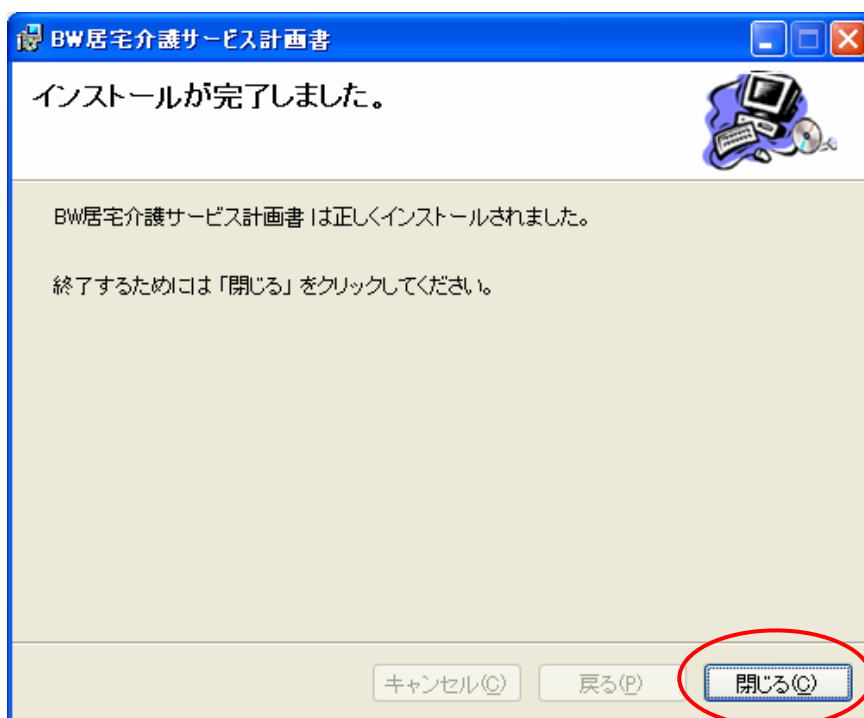 BW居宅介護サービス計画書
インストールが完了しました。
BW居宅介護サービス計画書 は正しくインストールされました。
終了するためには「閉じる」をクリックしてください。
キャンセル(C) 戻る(P) 閉じる(C)